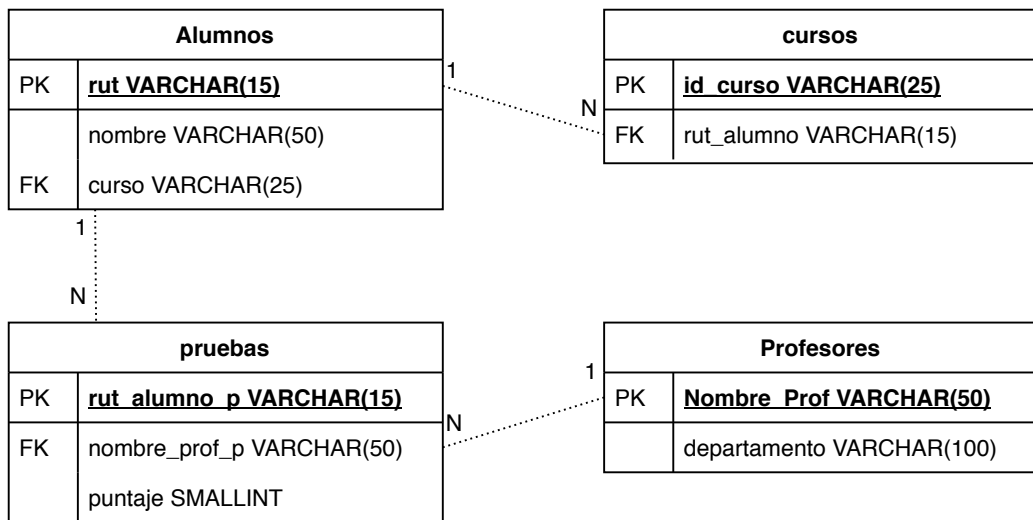 Alumnos
PK rut VARCHAR(15)
nombre VARCHAR(50)
FK curso VARCHAR(25)
1
N
cursos
PK id_curso VARCHAR(25)
FK rut_alumno VARCHAR(15)
1
N
pruebas
PK rut_alumno_p VARCHAR(15)
FK nombre_prof_p VARCHAR(50)
puntaje SMALLINT
N
1
Profesores
PK Nombre_Prof VARCHAR(50)
departamento VARCHAR(100)